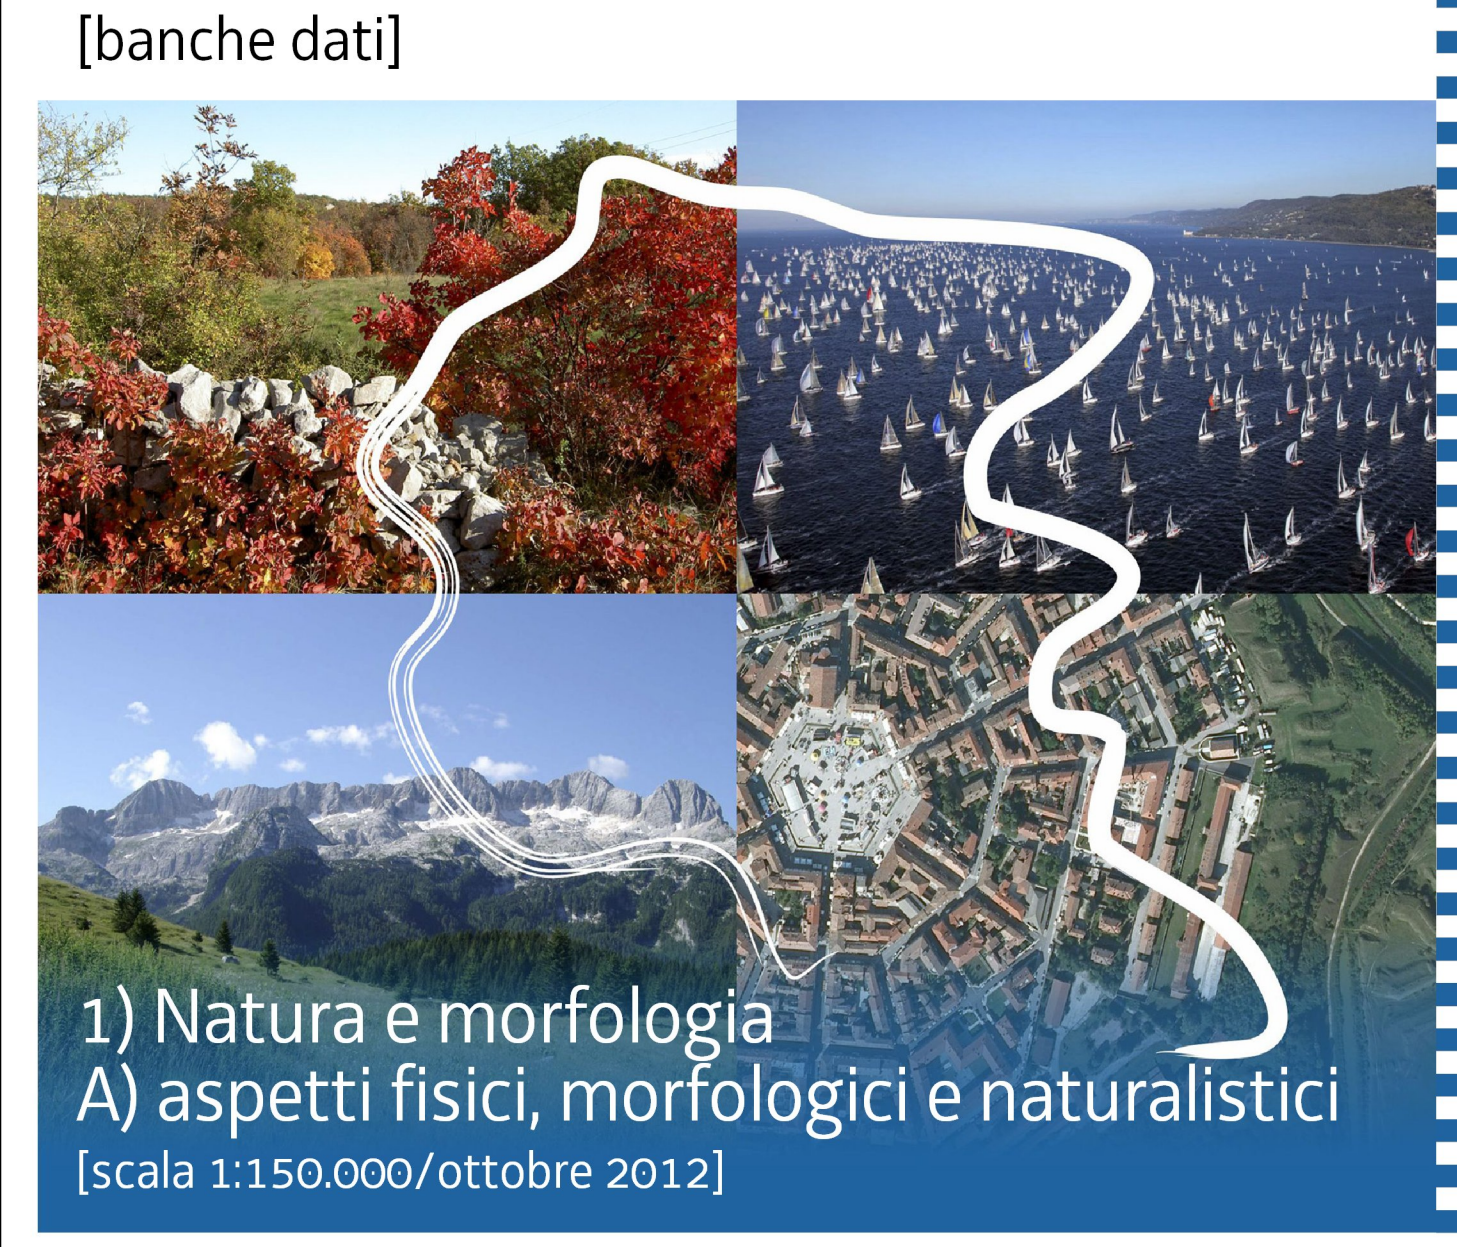 [banche dati]
1) Natura e morfologia
A) aspetti fisici, morfologici e naturalistici
[scala 1:150.000/ottobre 2012]